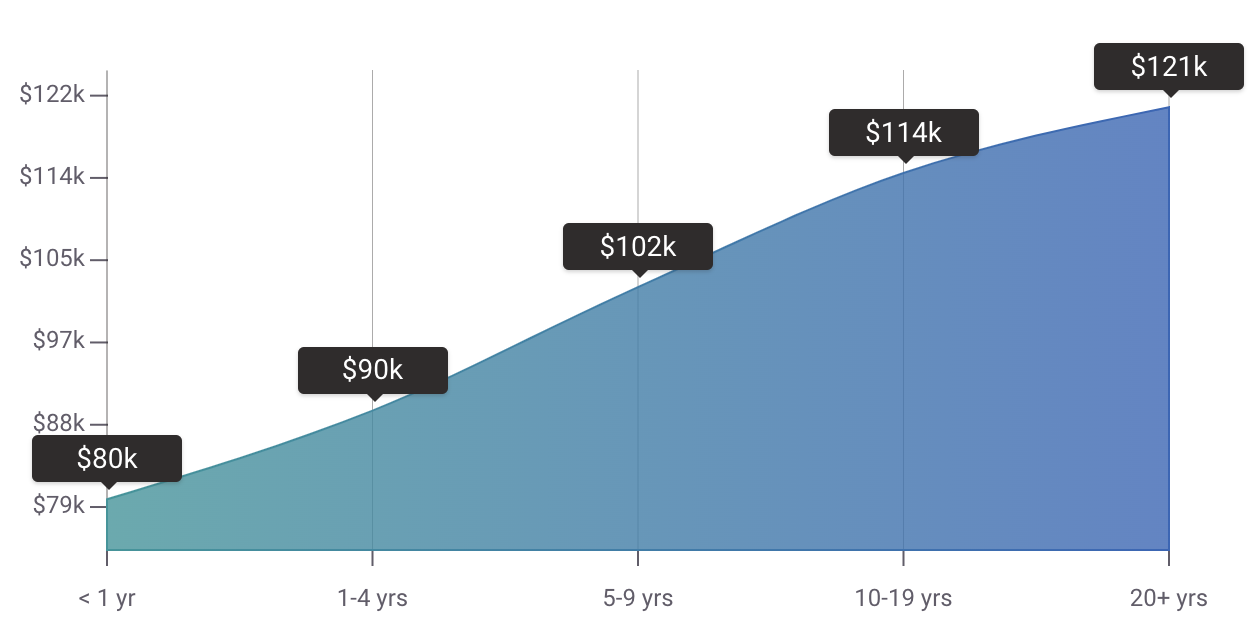 $122k
$114k
$105k
$97k
$88k
$79k
$80k
$90k
$102k
$114k
$121k
< 1 yr
1-4 yrs
5-9 yrs
10-19 yrs
20+ yrs